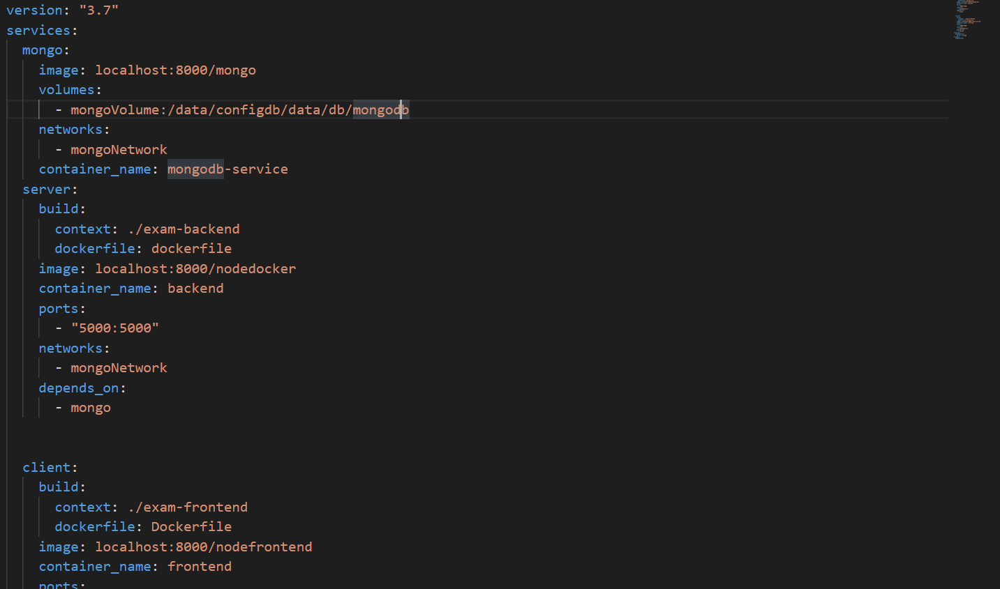 version: "3.7"
services:
  mongo:
    image: localhost:8000/mongo
    volumes:
      - mongoVolume:/data/configdb/data/db/mongodb
    networks:
      - mongoNetwork
    container_name: mongodb-service
  server:
    build:
      context: ./exam-backend
      dockerfile: dockerfile
    image: localhost:8000/nodedocker
    container_name: backend
    ports:
      - "5000:5000"
    networks:
      - mongoNetwork
    depends_on:
      - mongo
  client:
    build:
      context: ./exam-frontend
      dockerfile: Dockerfile
    image: localhost:8000/nodefrontend
    container_name: frontend
    ports: